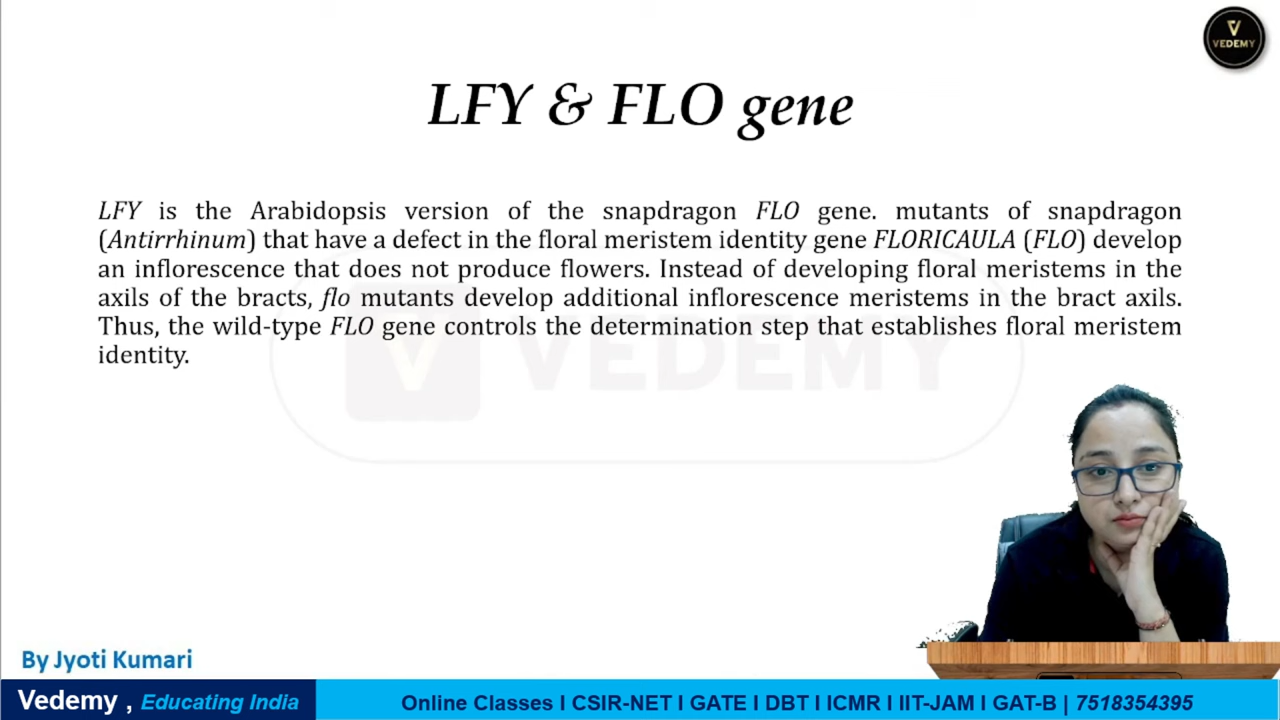 VEDEMY
LFY & FLO gene
LFY is the Arabidopsis version of the snapdragon FLO gene. mutants of snapdragon
(Antirrhinum) that have a defect in the floral meristem identity gene FLORICAULA (FLO) develop
an inflorescence that does not produce flowers. Instead of developing floral meristems in the
axils of the bracts, flo mutants develop additional inflorescence meristems in the bract axils.
Thus, the wild-type FLO gene controls the determination step that establishes floral meristem
identity.
VEDEMY
By Jyoti Kumari
Vedemy , Educating India
Online Classes I CSIR-NET I GATE I DBT I ICMR I IIT-JAM I GAT-B | 7518354395